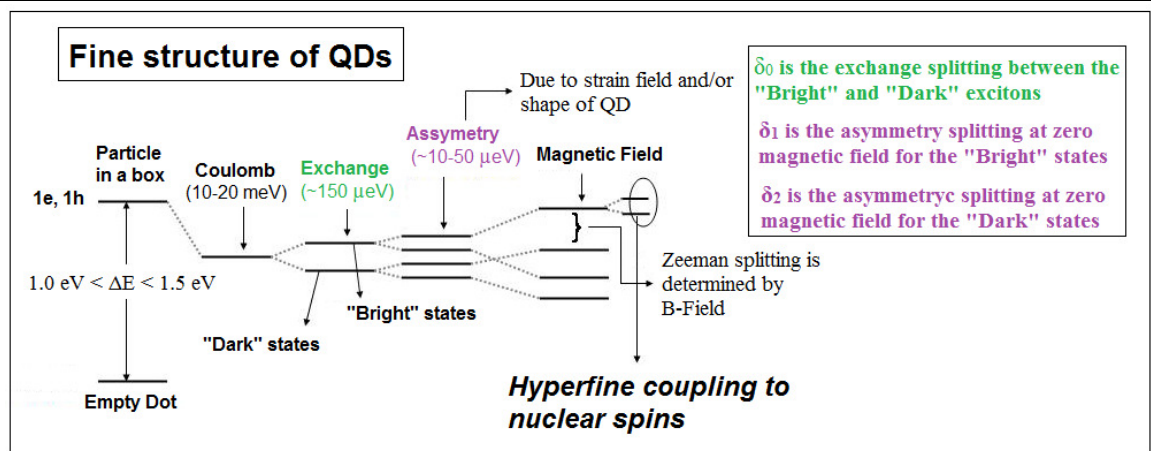 Fine structure of QDs
Due to strain field and/or
shape of QD
Assymetry
(~10-50 µeV)
Particle
in a box
Coulomb
(10-20 meV)
Exchange
(~150 µeV)
Magnetic Field
1e, 1h
1.0 eV < ΔE < 1.5 eV
}
"Bright" states
"Dark" states
Empty Dot
Zeeman splitting is
determined by
B-Field
Hyperfine coupling to
nuclear spins
δ0 is the exchange splitting between the
"Bright" and "Dark" excitons
δ1 is the asymmetry splitting at zero
magnetic field for the "Bright" states
δ2 is the asymmetryc splitting at zero
magnetic field for the "Dark" states